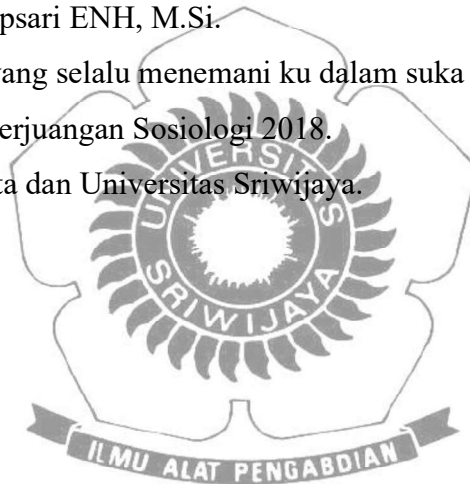 psari ENH, M.Si.
yang selalu menemani ku dalam suka
erjuangan Sosiologi 2018.
ta dan Universitas Sriwijaya.
UNIVERSITAS
SRIWIJAYA
ILMU ALAT PENGABDIAN